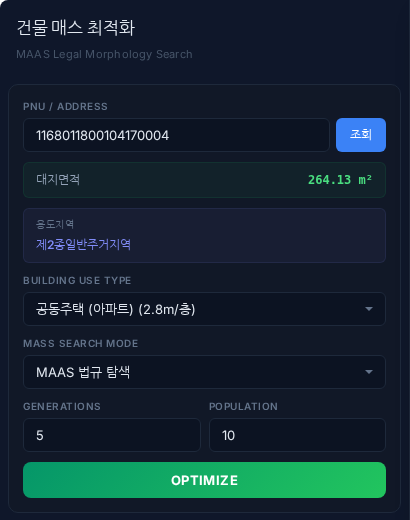 건물 매스 최적화
MAAS Legal Morphology Search
PNU / ADDRESS
1168011800104170004
조회
대지면적
264.13 m²
용도지역
제2종일반주거지역
BUILDING USE TYPE
공동주택 (아파트) (2.8m/층)
MASS SEARCH MODE
MAAS 법규 탐색
GENERATIONS
POPULATION
5
10
OPTIMIZE